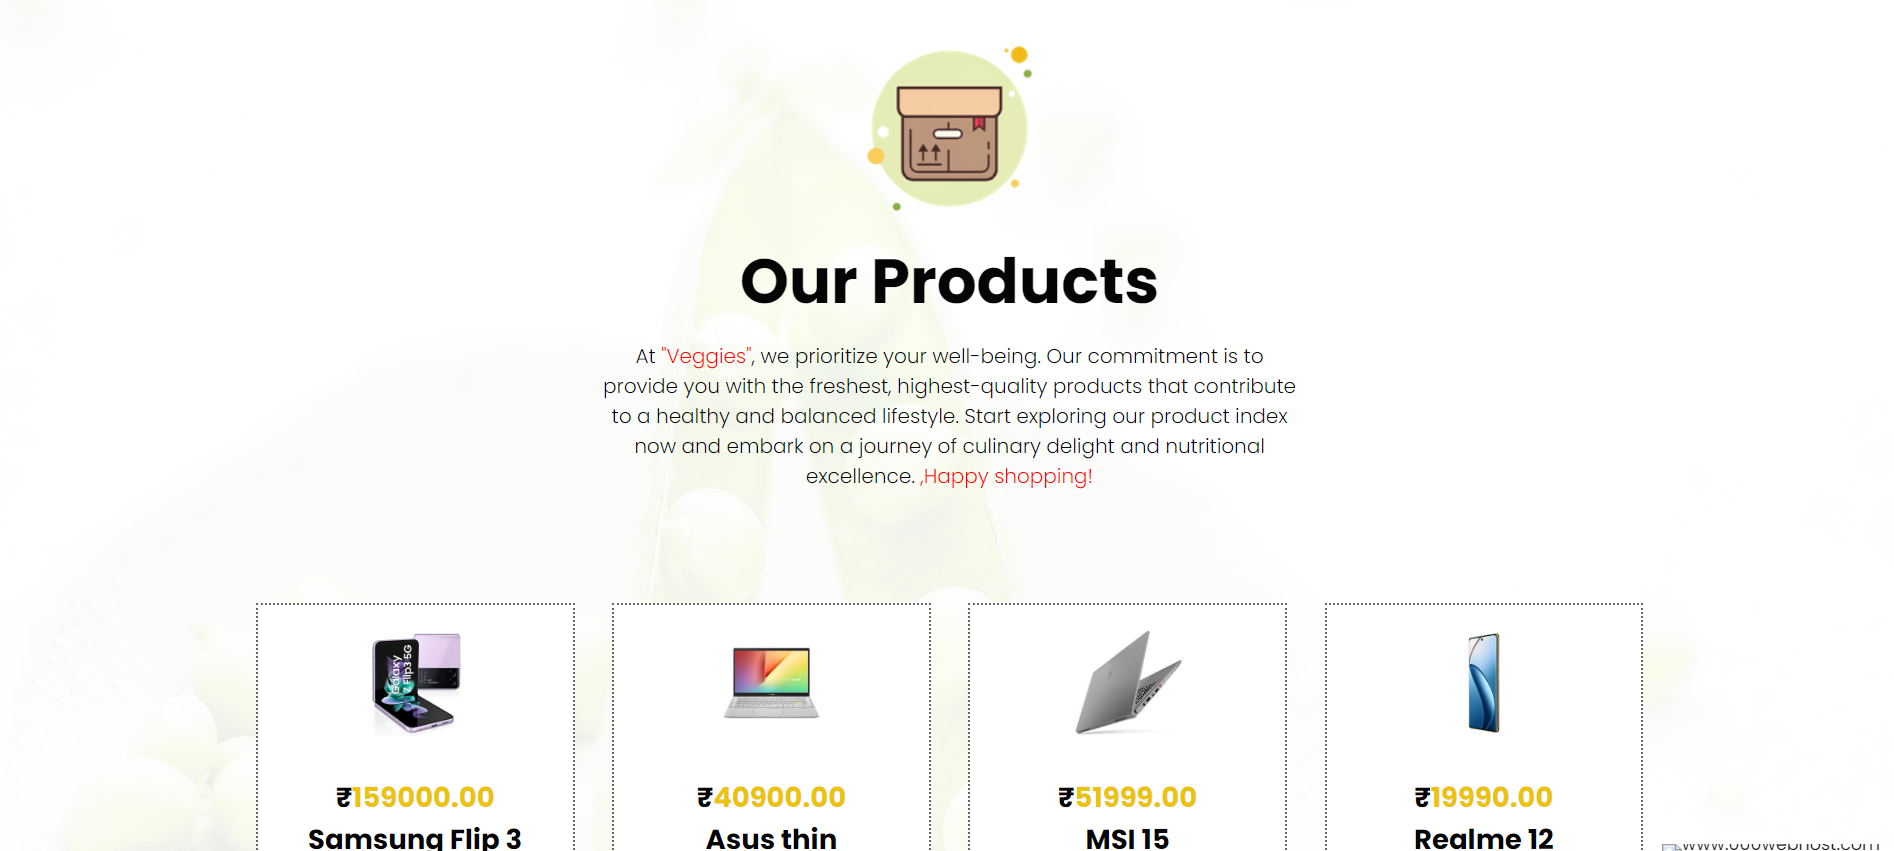 Our Products
At "Veggies", we prioritize your well-being. Our commitment is to
provide you with the freshest, highest-quality products that contribute
to a healthy and balanced lifestyle. Start exploring our product index
now and embark on a journey of culinary delight and nutritional
excellence. ,Happy shopping!
Galaxy
Z Flip3 5G
₹159000.00
₹40900.00
₹51999.00
₹19990.00
Samsung Flip 3
Asus thin
MSI 15
Realme 12
www.000webhost.com